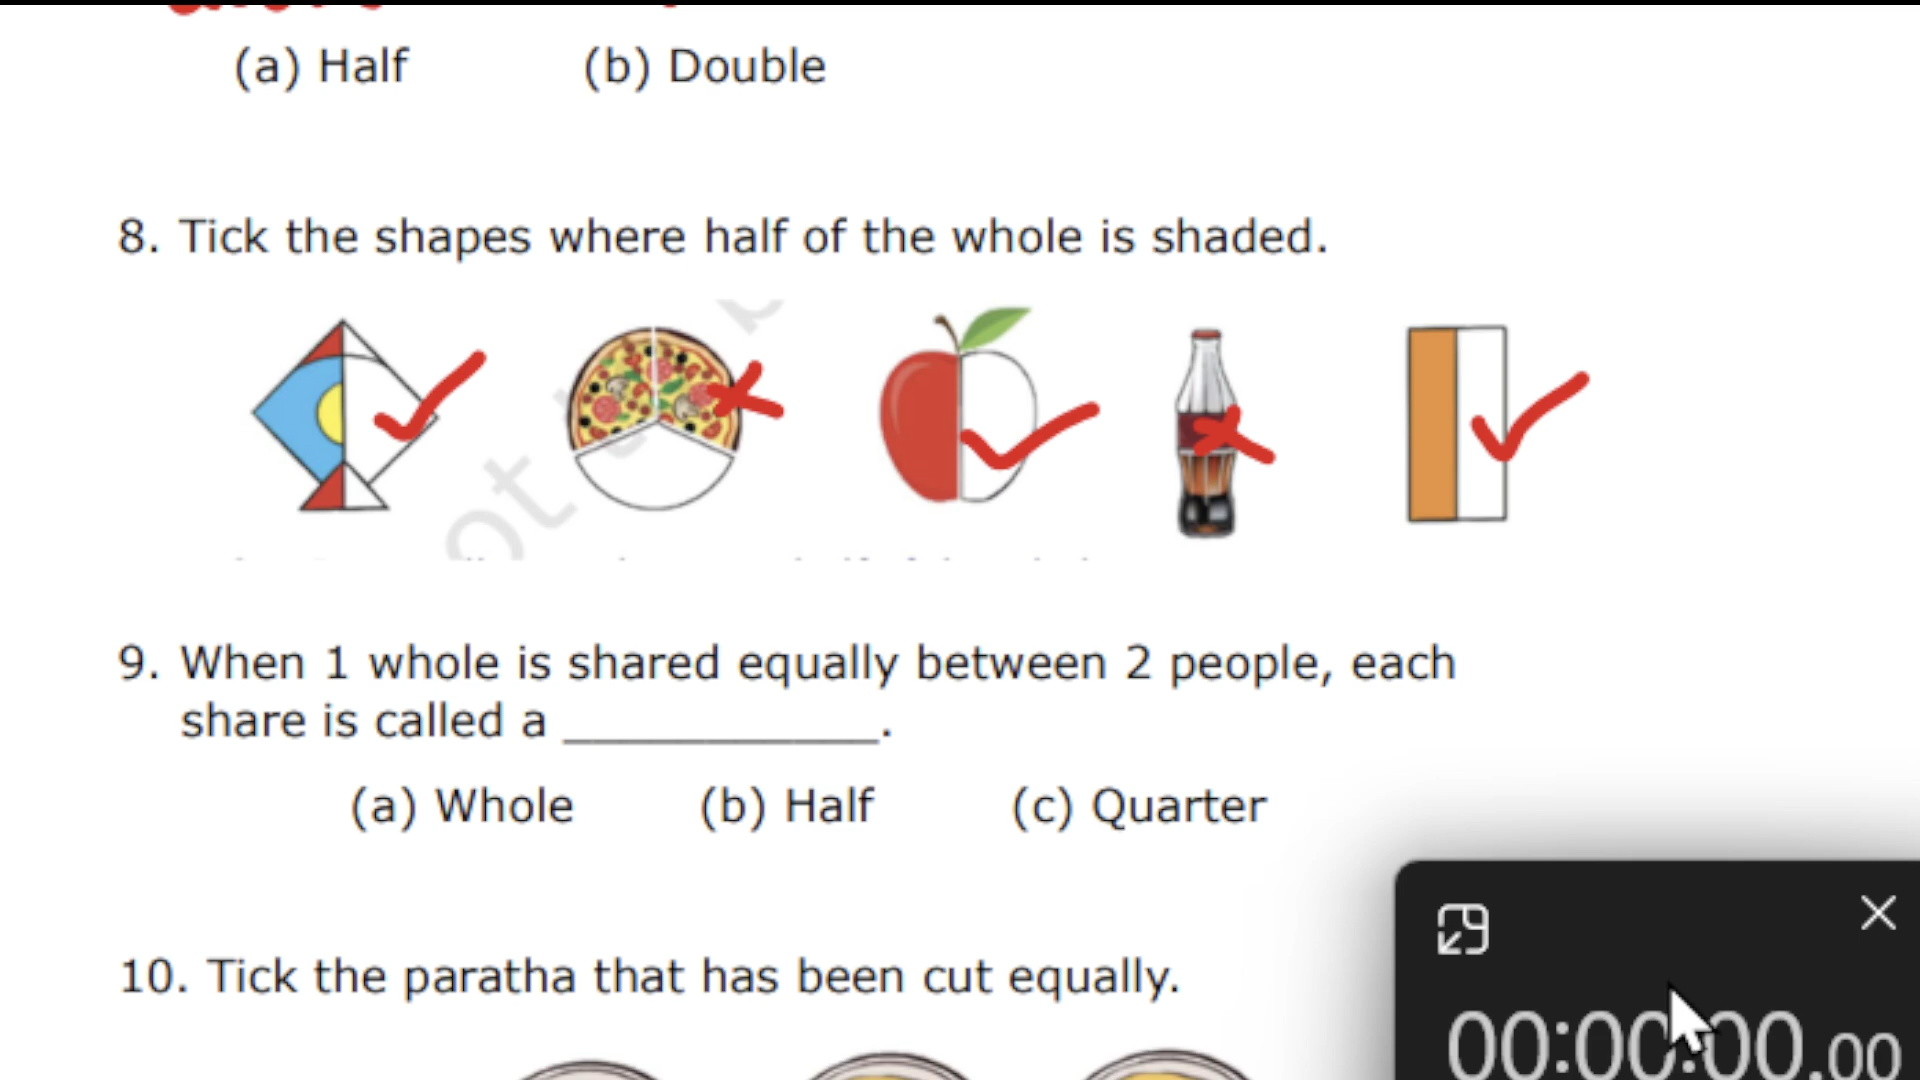 (a) Half (b) Double
8. Tick the shapes where half of the whole is shaded.
ot
9. When 1 whole is shared equally between 2 people, each
share is called a ___________.
(a) Whole (b) Half (c) Quarter
10. Tick the paratha that has been cut equally.
00:00:00.00